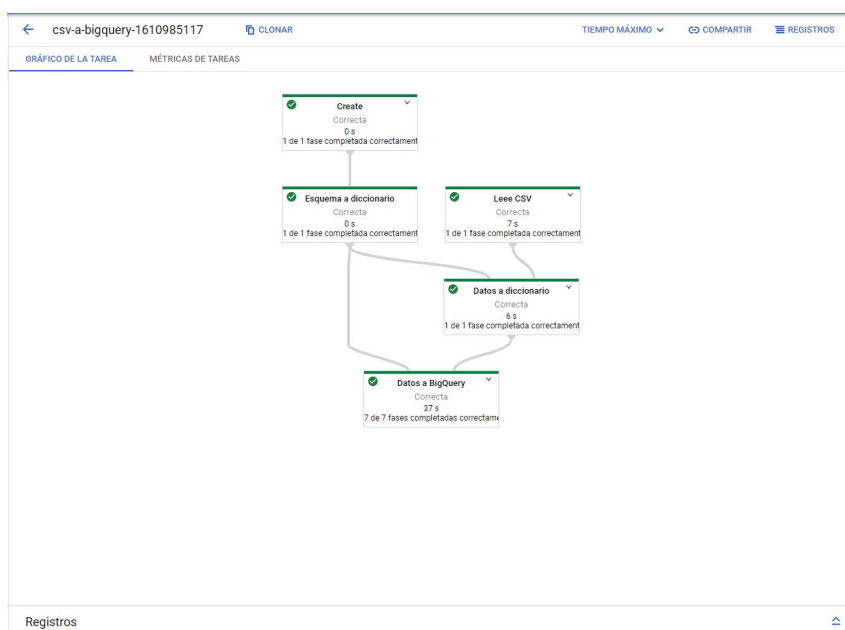 csv-a-bigquery-1610985117
CLONAR
TIEMPO MÁXIMO
COMPARTIR
REGISTROS
GRÁFICO DE LA TAREA
MÉTRICAS DE TAREAS
Create
Correcta
0 s
1 de 1 fase completada correctament
Esquema a diccionario
Correcta
0 s
1 de 1 fase completada correctament
Leee CSV
Correcta
7 s
1 de 1 fase completada correctament
Datos a diccionario
Correcta
6 s
1 de 1 fase completada correctament
Datos a BigQuery
Correcta
37 s
7 de 7 fases completadas correctame
Registros